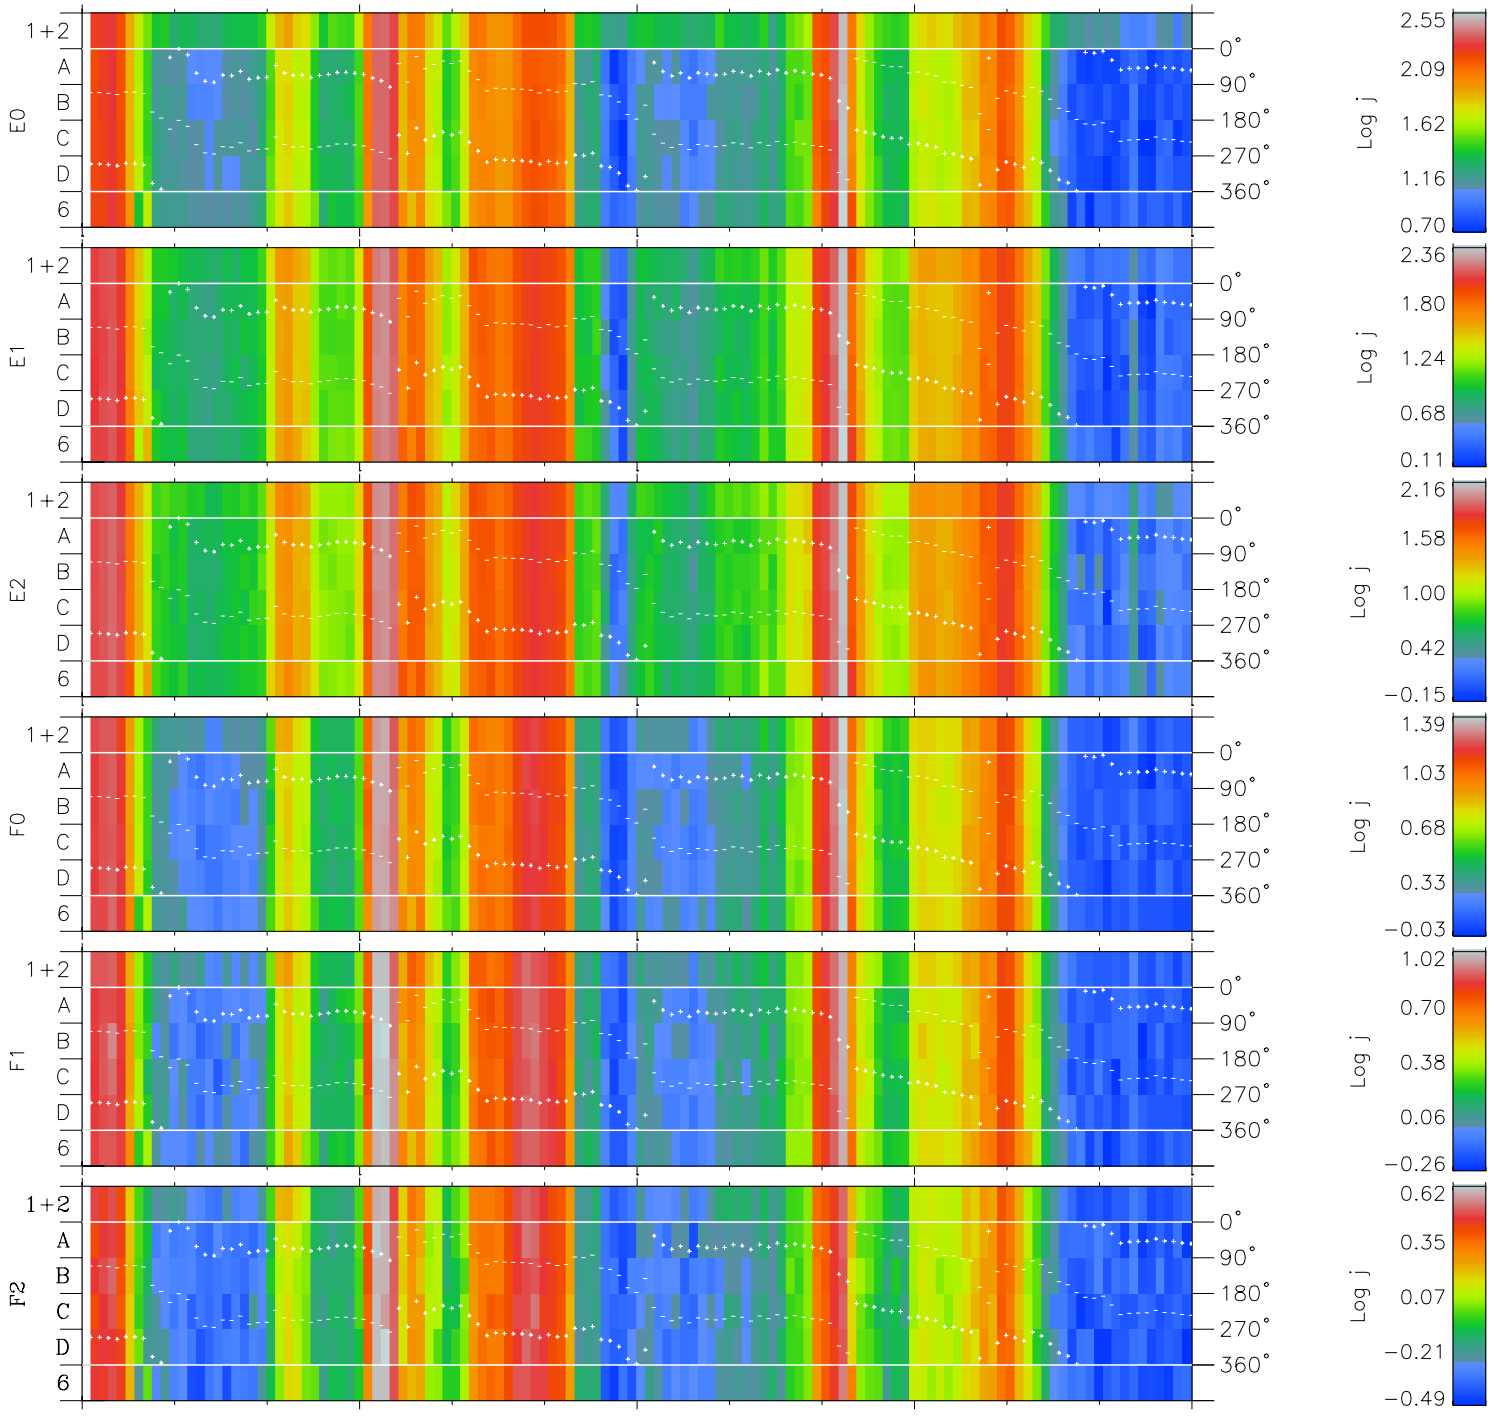 E0
1+2
A
B
C
D
6
0°
90°
180°
270°
360°
Log j
2.55
2.09
1.62
1.16
0.70
E1
1+2
A
B
C
D
6
0°
90°
180°
270°
360°
Log j
2.36
1.80
1.24
0.68
0.11
E2
1+2
A
B
C
D
6
0°
90°
180°
270°
360°
Log j
2.16
1.58
1.00
0.42
−0.15
F0
1+2
A
B
C
D
6
0°
90°
180°
270°
360°
Log j
1.39
1.03
0.68
0.33
−0.03
F1
1+2
A
B
C
D
6
0°
90°
180°
270°
360°
Log j
1.02
0.70
0.38
0.06
−0.26
F2
1+2
A
B
C
D
6
0°
90°
180°
270°
360°
Log j
0.62
0.35
0.07
−0.21
−0.49